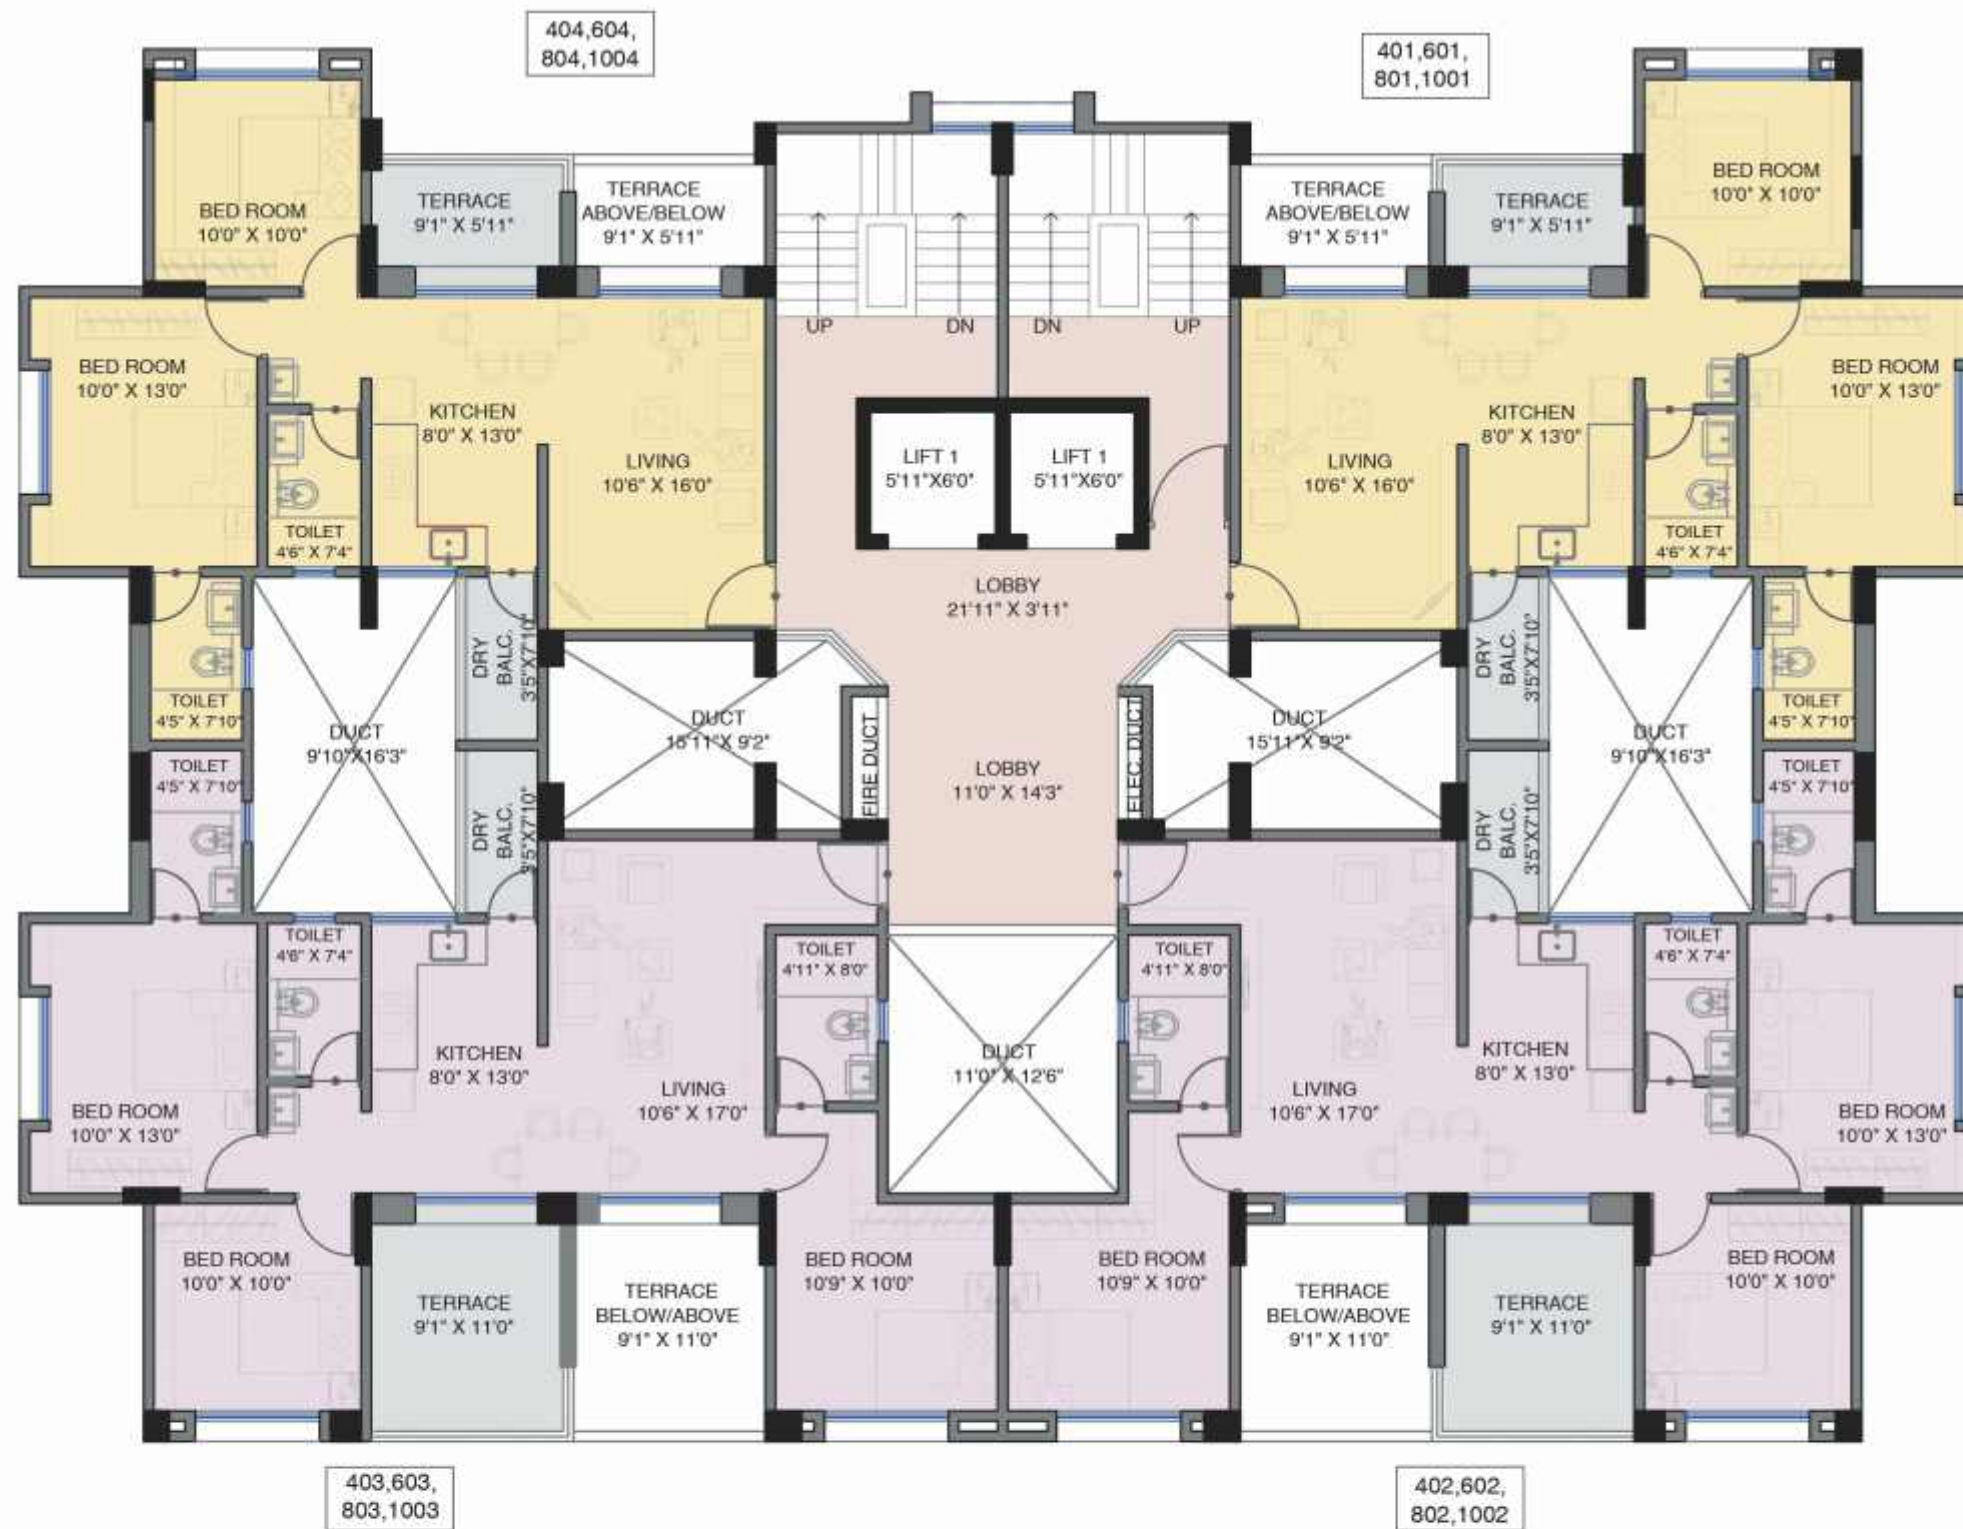 404,604,
804,1004
401,601,
801,1001
BED ROOM
10'0" X 10'0"
TERRACE
9'1" X 5'11"
TERRACE
ABOVE/BELOW
9'1" X 5'11"
TERRACE
ABOVE/BELOW
9'1" X 5'11"
TERRACE
9'1" X 5'11"
BED ROOM
10'0" X 10'0"
UP
DN
DN
UP
BED ROOM
10'0" X 13'0"
KITCHEN
8'0" X 13'0"
LIVING
10'6" X 16'0"
LIFT 1
5'11"X6'0"
LIFT 1
5'11"X6'0"
LIVING
10'6" X 16'0"
KITCHEN
8'0" X 13'0"
BED ROOM
10'0" X 13'0"
TOILET
4'6" X 7'4"
TOILET
4'6" X 7'4"
LOBBY
21'11" X 3'11"
TOILET
4'5" X 7'10"
DUCT
9'10"X16'3"
DRY
BALC.
3'5"X7'10"
DUCT
15'11"X 9'2"
FIRE DUCT
LOBBY
11'0" X 14'3"
ELEC. DUCT
DUCT
15'11"X 9'2"
DRY
BALC.
3'5"X7'10"
DUCT
9'10"X16'3"
TOILET
4'5" X 7'10"
TOILET
4'5" X 7'10"
DRY
BALC.
3'5"X7'10"
DRY
BALC.
3'5"X7'10"
TOILET
4'5" X 7'10"
TOILET
4'6" X 7'4"
TOILET
4'11" X 8'0"
TOILET
4'11" X 8'0"
TOILET
4'6" X 7'4"
BED ROOM
10'0" X 13'0"
KITCHEN
8'0" X 13'0"
LIVING
10'6" X 17'0"
DUCT
11'0" X 12'6"
LIVING
10'6" X 17'0"
KITCHEN
8'0" X 13'0"
BED ROOM
10'0" X 13'0"
BED ROOM
10'0" X 10'0"
TERRACE
9'1" X 11'0"
TERRACE
BELOW/ABOVE
9'1" X 11'0"
BED ROOM
10'9" X 10'0"
BED ROOM
10'9" X 10'0"
TERRACE
BELOW/ABOVE
9'1" X 11'0"
TERRACE
9'1" X 11'0"
BED ROOM
10'0" X 10'0"
403,603,
803,1003
402,602,
802,1002